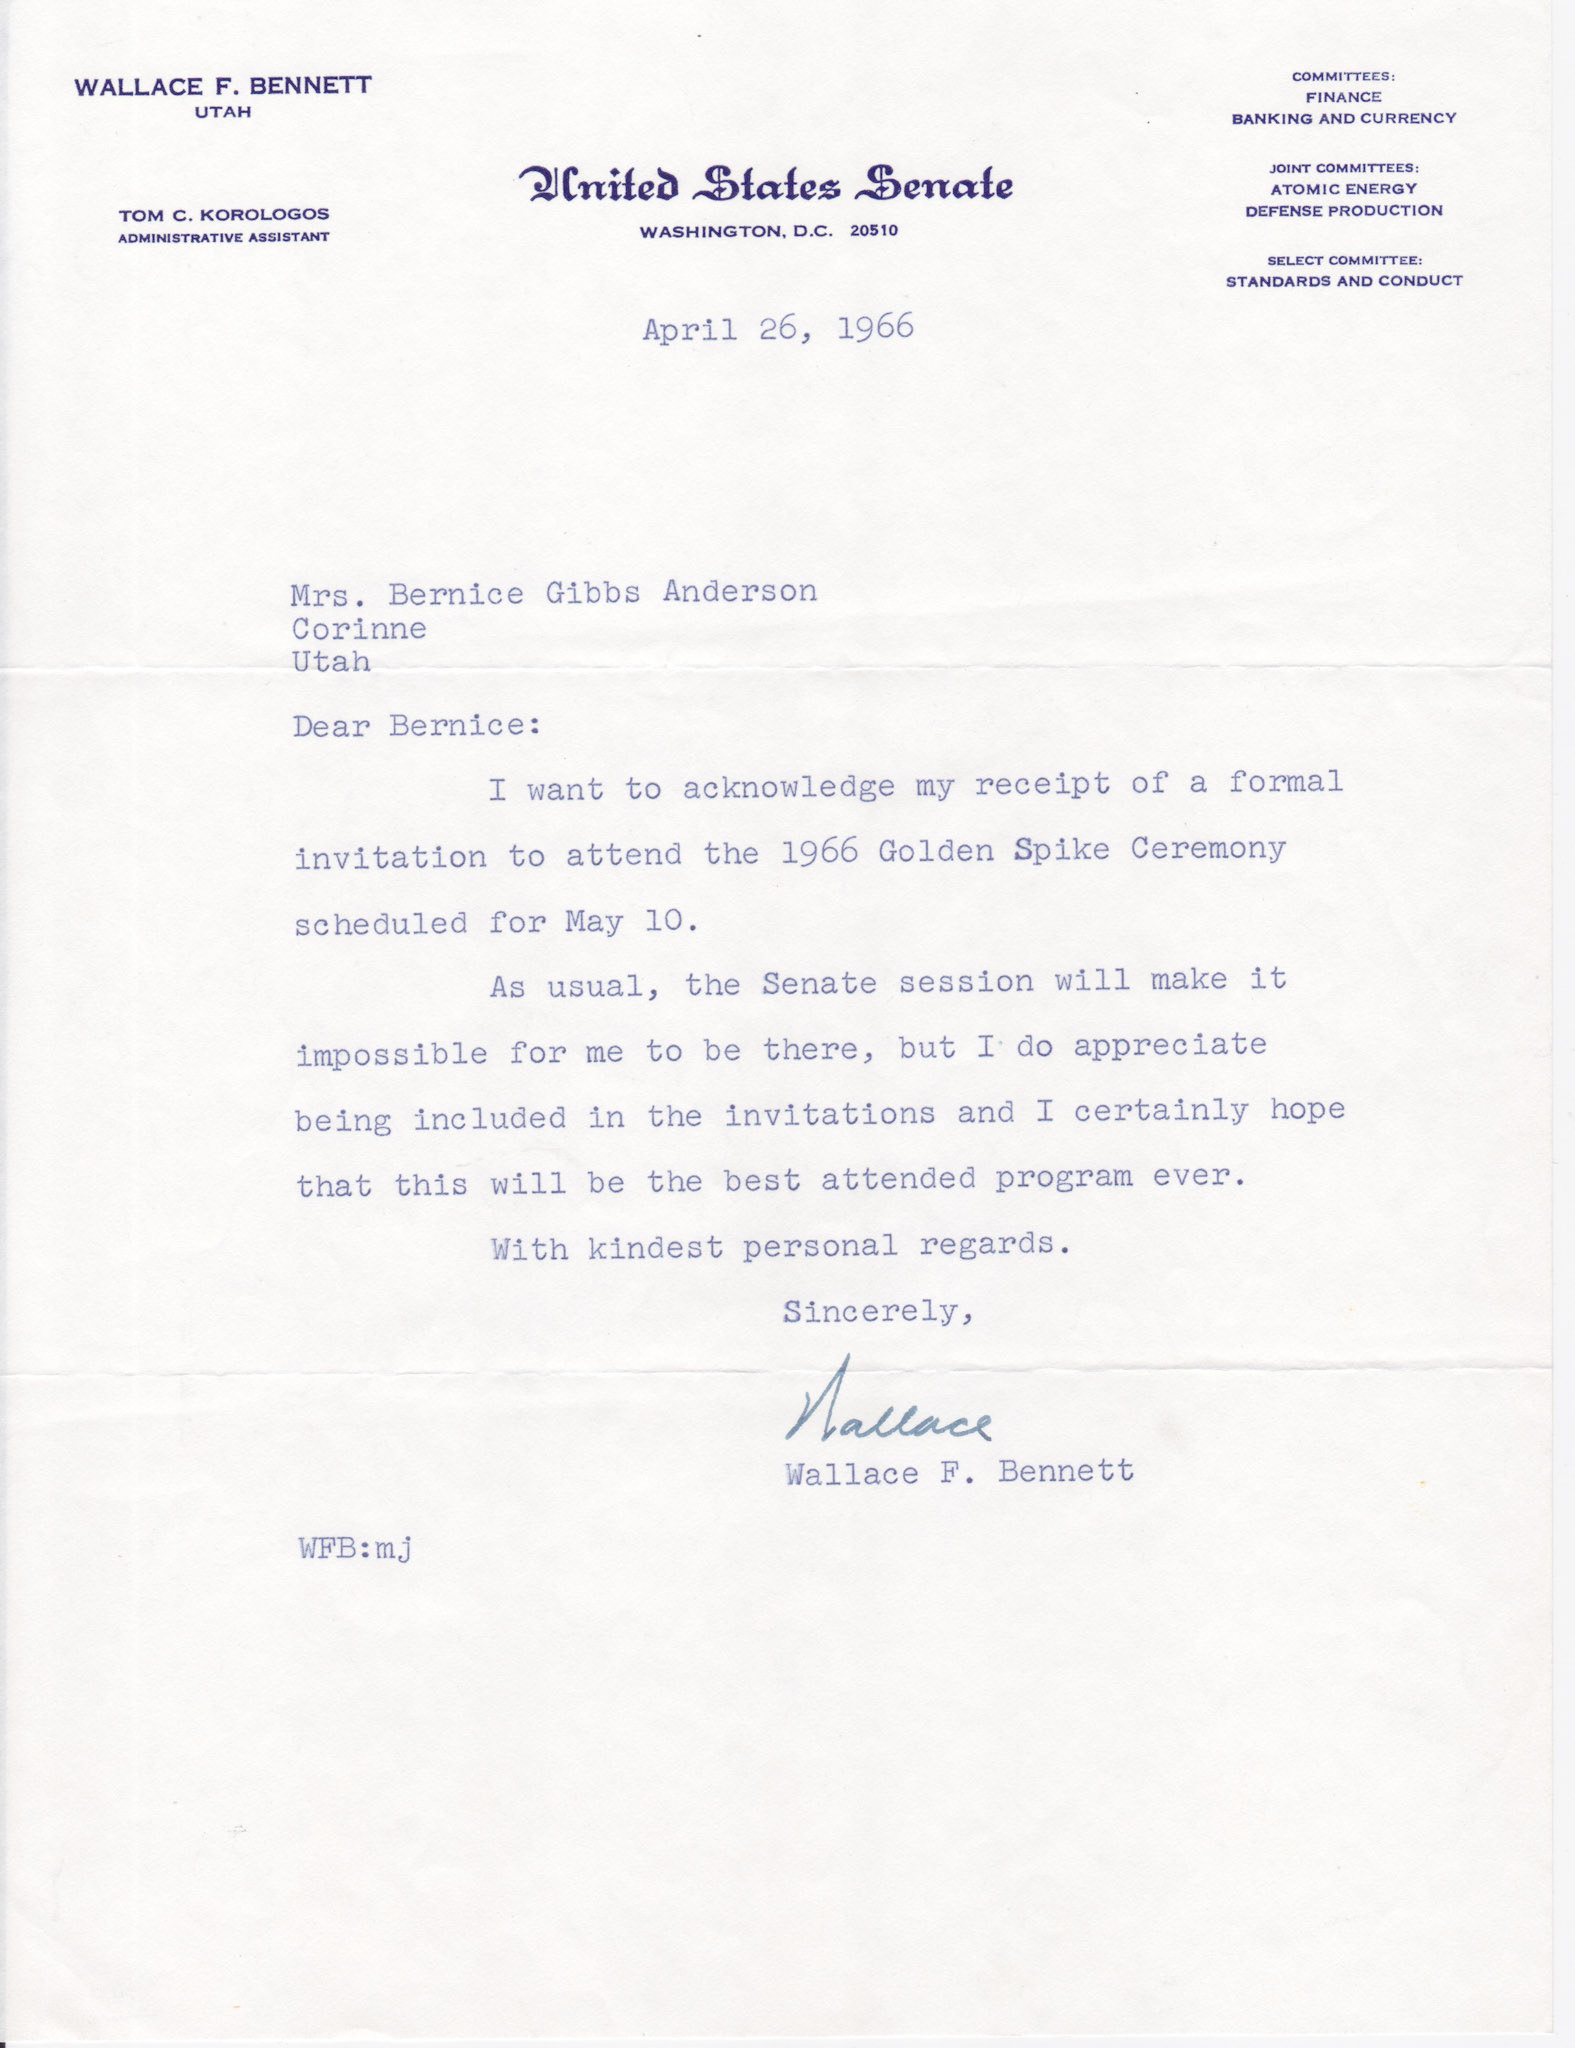 WALLACE F. BENNETT
UTAH
TOM C. KOROLOGOS
ADMINISTRATIVE ASSISTANT
United States Senate
WASHINGTON, D.C. 20510
COMMITTEES:
FINANCE
BANKING AND CURRENCY
JOINT COMMITTEES:
ATOMIC ENERGY
DEFENSE PRODUCTION
SELECT COMMITTEE:
STANDARDS AND CONDUCT
April 26, 1966
Mrs. Bernice Gibbs Anderson
Corinne
Utah
Dear Bernice:
I want to acknowledge my receipt of a formal
invitation to attend the 1966 Golden Spike Ceremony
scheduled for May 10.
As usual, the Senate session will make it
impossible for me to be there, but I do appreciate
being included in the invitations and I certainly hope
that this will be the best attended program ever.
With kindest personal regards.
Sincerely,
Wallace
Wallace F. Bennett
WFB:mj